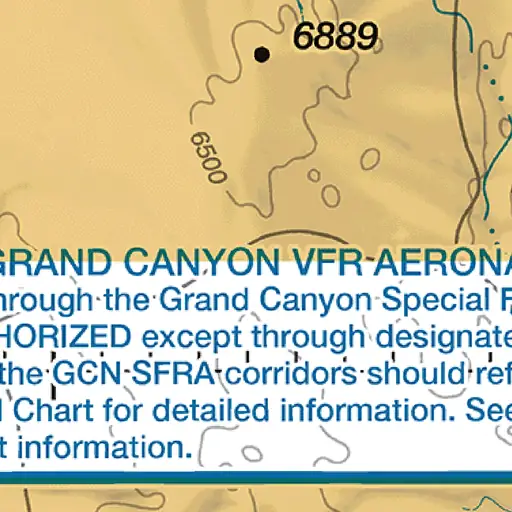 6889
6500
GRAND CANYON VFR AERONA
hrough the Grand Canyon Special F
HORIZED except through designate
the GCN SFRA corridors should ref
l Chart for detailed information. See
t information.